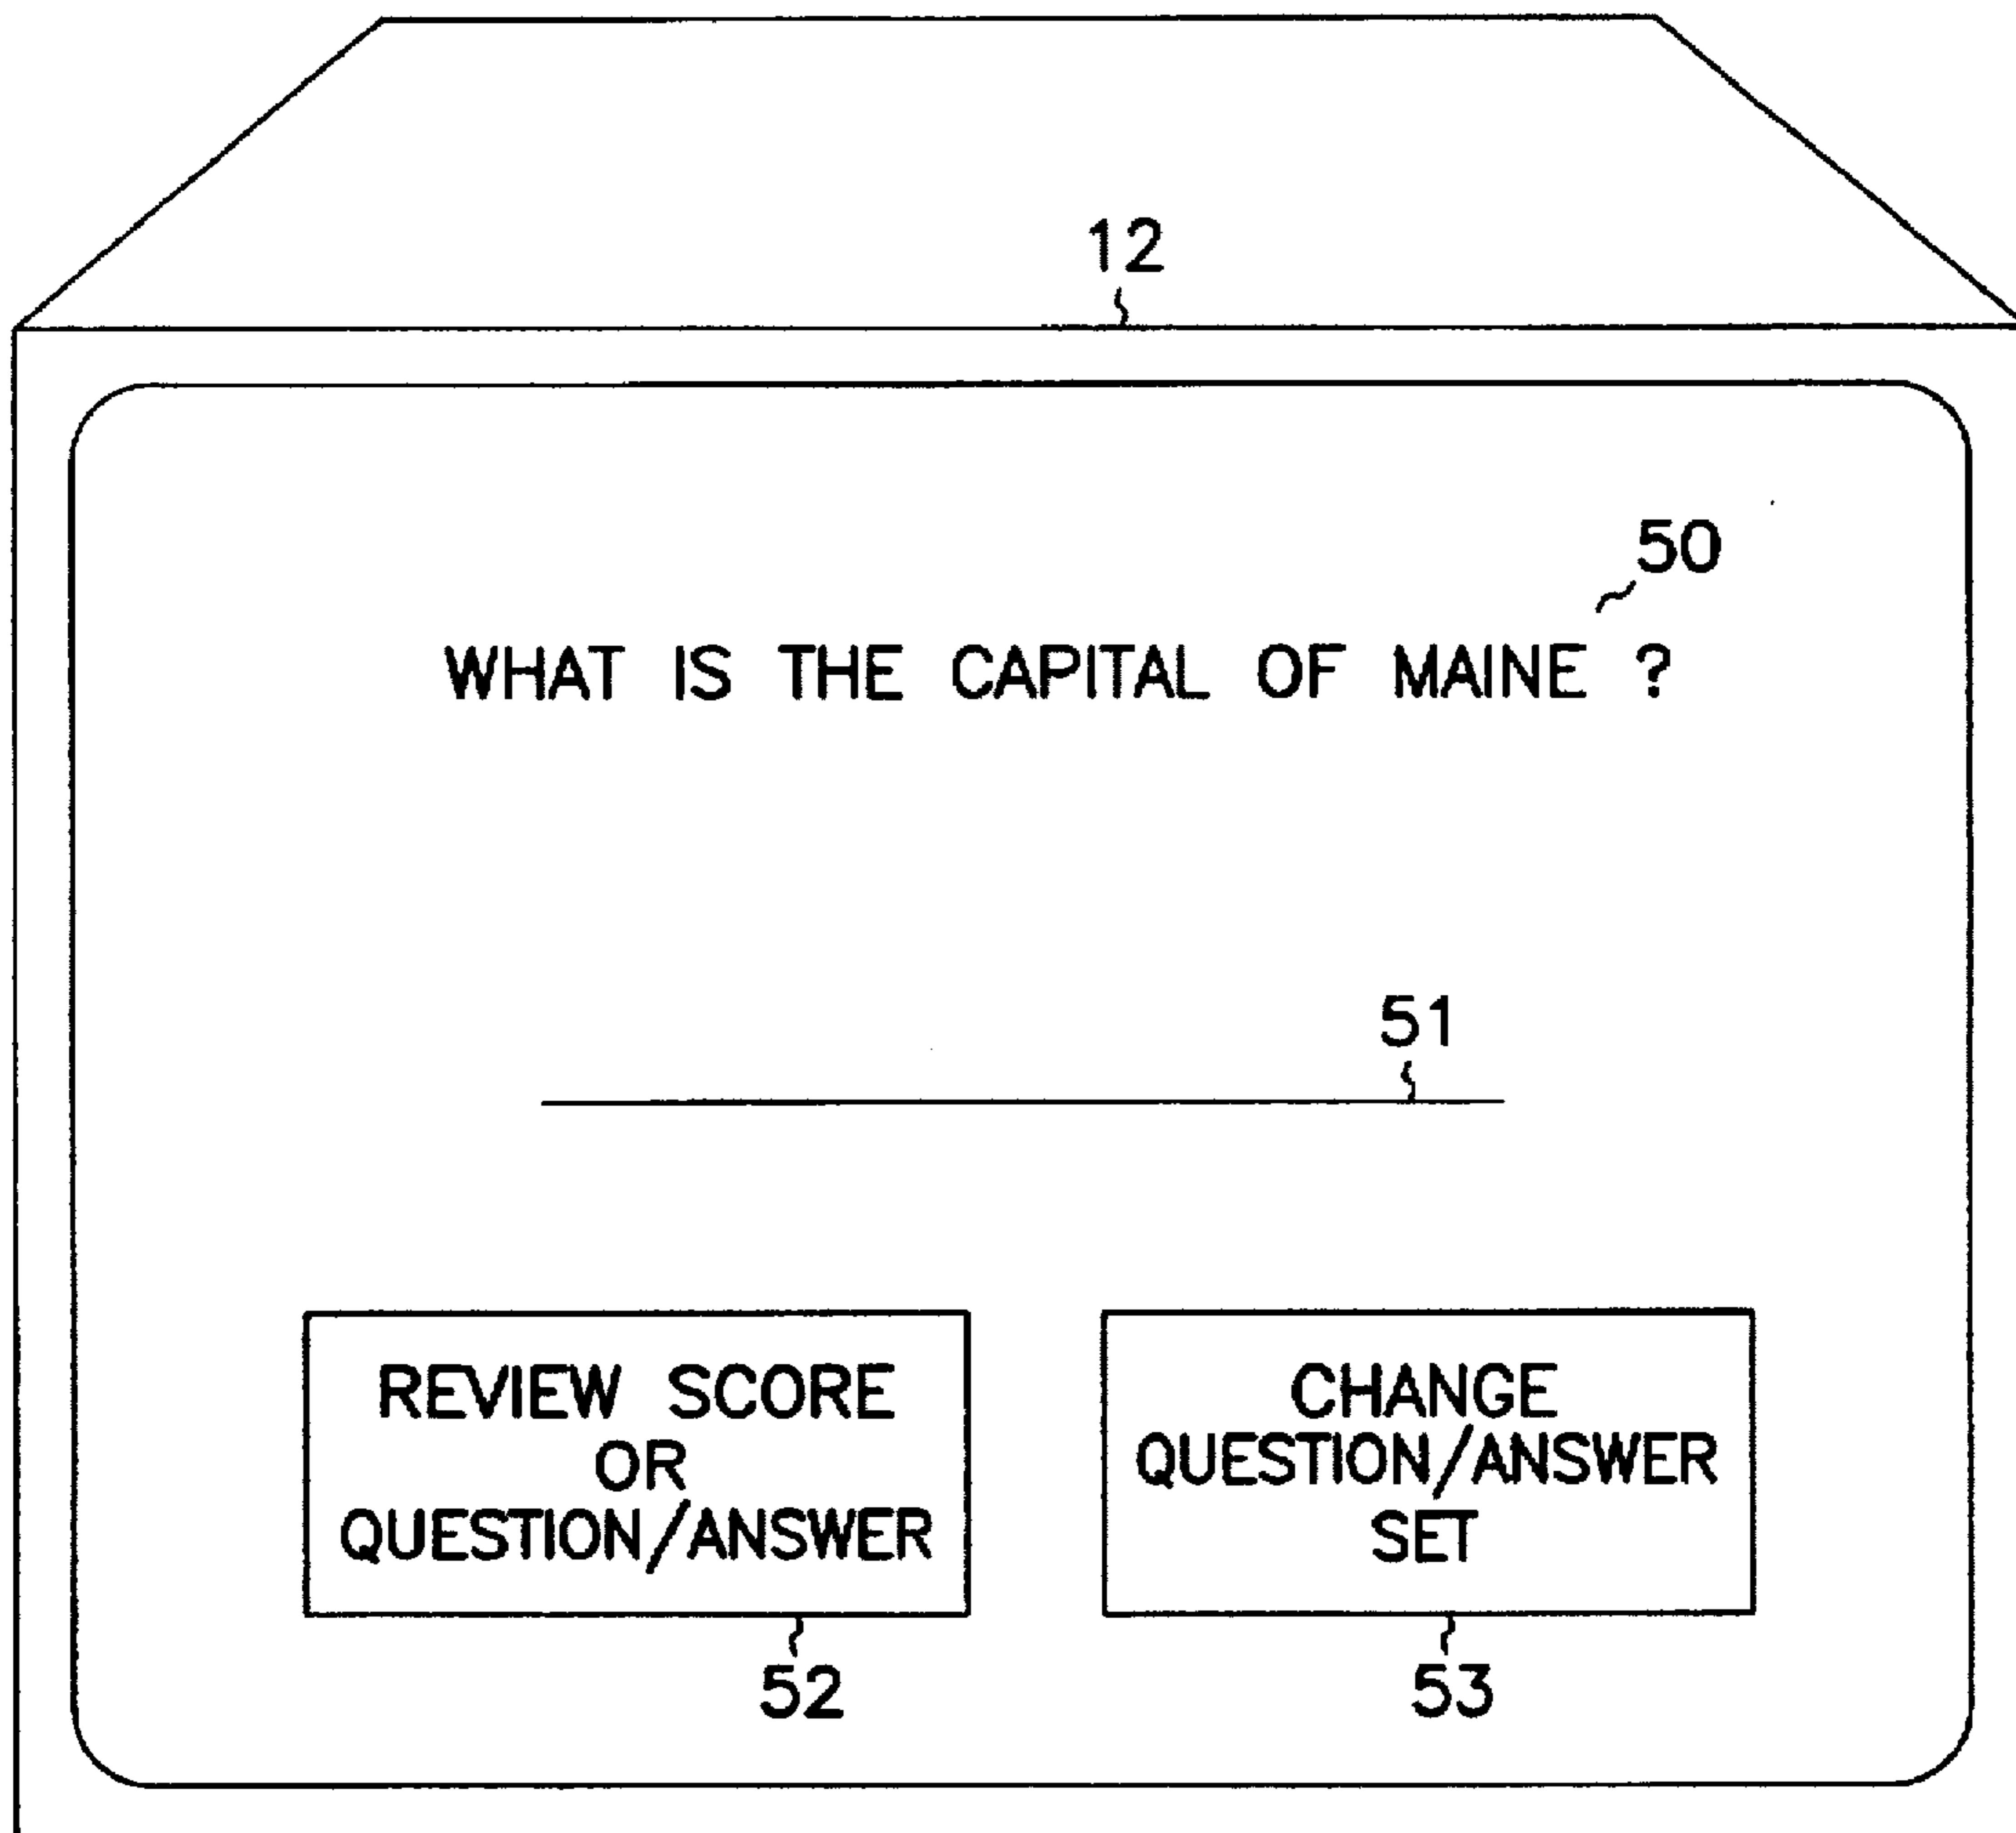 12
50
WHAT IS THE CAPITAL OF MAINE ?
51
REVIEW SCORE
OR
QUESTION/ANSWER
CHANGE
QUESTION/ANSWER
SET
52
53